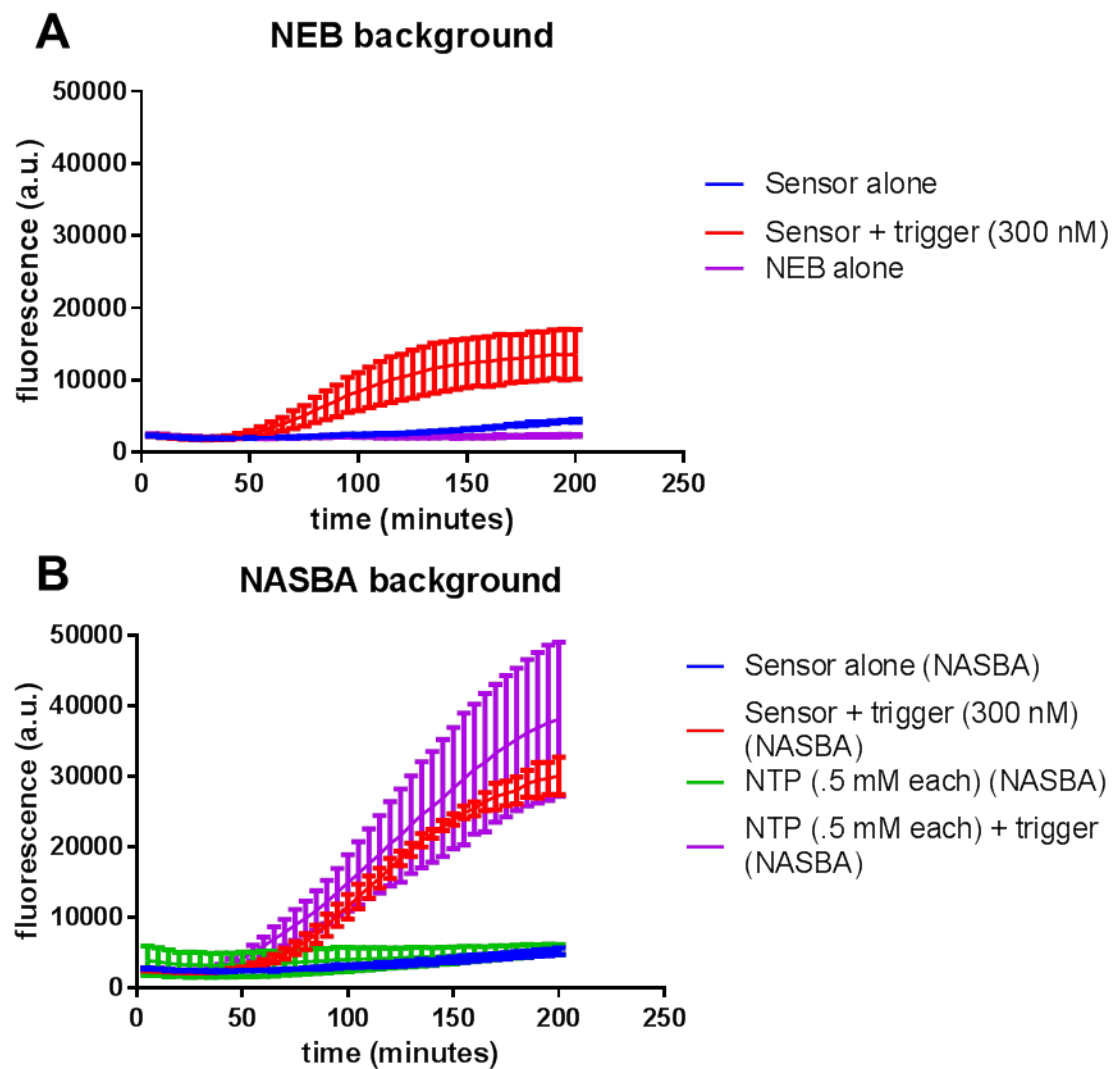 A
NEB background
50000
40000
30000
20000
10000
0
fluorescence (a.u.)
0 50 100 150 200 250
time (minutes)
Sensor alone
Sensor + trigger (300 nM)
NEB alone
B
NASBA background
50000
40000
30000
20000
10000
0
fluorescence (a.u.)
0 50 100 150 200 250
time (minutes)
Sensor alone (NASBA)
Sensor + trigger (300 nM)
(NASBA)
NTP (.5 mM each) (NASBA)
NTP (.5 mM each) + trigger
(NASBA)